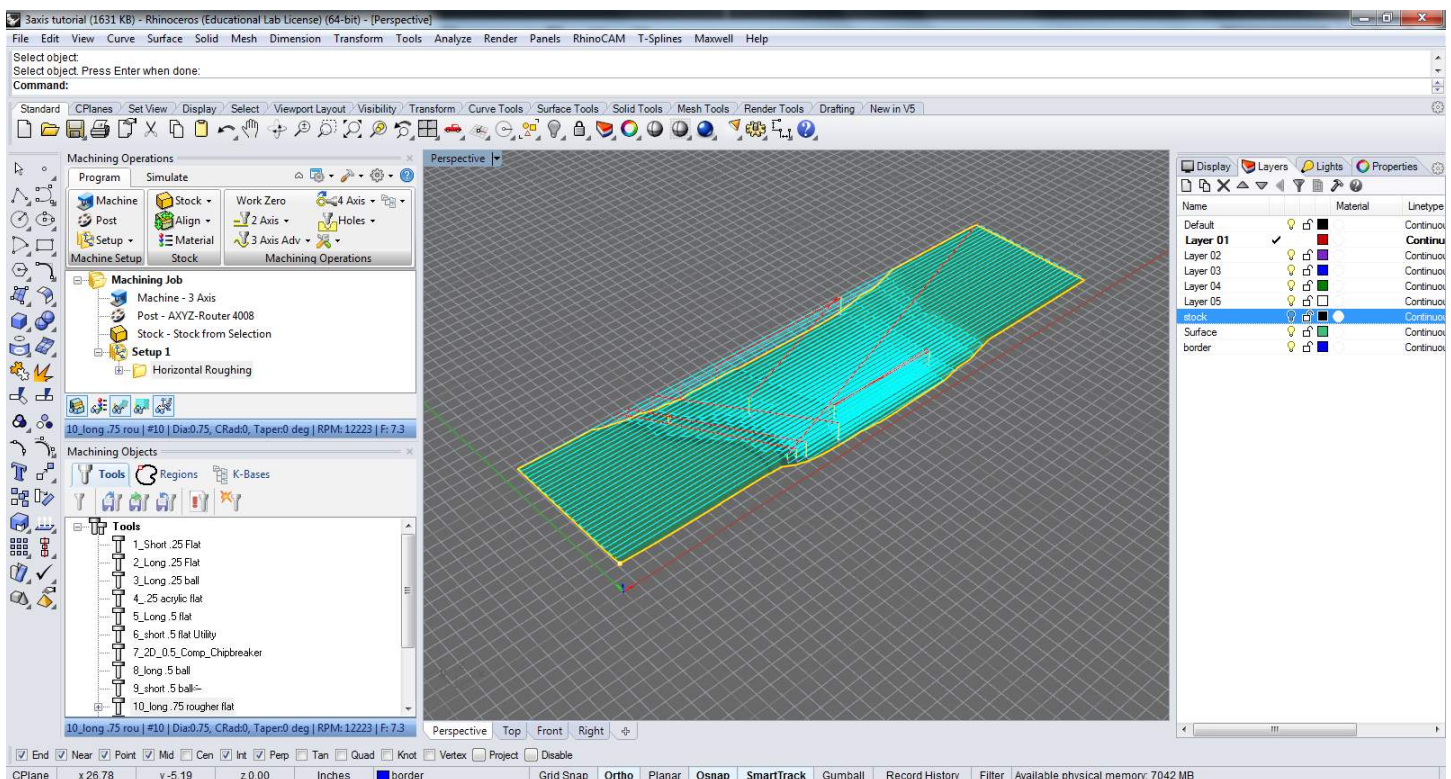 3axis tutorial (1631 KB) - Rhinoceros (Educational Lab License) (64-bit) - [Perspective]
File Edit View Curve Surface Solid Mesh Dimension Transform Tools Analyze Render Panels RhinoCAM T-Splines Maxwell Help
Select object:
Select object. Press Enter when done:
Command:
Standard CPlanes Set View Display Select Viewport Layout Visibility Transform Curve Tools Surface Tools Solid Tools Mesh Tools Render Tools Drafting New in V5
Machining Operations
Program Simulate
Machine Stock Work Zero 4 Axis
Post Align 2 Axis Holes
Setup Material 3 Axis Adv
Machine Setup Stock Machining Operations
Machining Job
Machine - 3 Axis
Post - AXYZ-Router 4008
Stock - Stock from Selection
Setup 1
Horizontal Roughing
10_long .75 rou | #10 | Dia:0.75, CRad:0, Taper:0 deg | RPM: 12223 | F: 7.3
Machining Objects
Tools Regions K-Bases
Tools
1_Short .25 Flat
2_Long .25 Flat
3_Long .25 ball
4_.25 acrylic flat
5_Long .5 flat
6_short .5 flat Utility
7_2D_0.5_Comp_Chipbreaker
8_long .5 ball
9_short .5 ball
10_long .75 rougher flat
10_long .75 rou | #10 | Dia:0.75, CRad:0, Taper:0 deg | RPM: 12223 | F: 7.3
Perspective
Perspective Top Front Right
Display Layers Lights Properties
Name Material Linetype
Default Continuou
Layer 01 Continu
Layer 02 Continuou
Layer 03 Continuou
Layer 04 Continuou
Layer 05 Continuou
stock Continuou
Surface Continuou
border Continuou
End Near Point Mid Cen Int Perp Tan Quad Knot Vertex Project Disable
CPlane x 26.78 y -5.19 z 0.00 Inches border Grid Snap Ortho Planar Osnap SmartTrack Gumball Record History Filter Available physical memory: 7042 MB